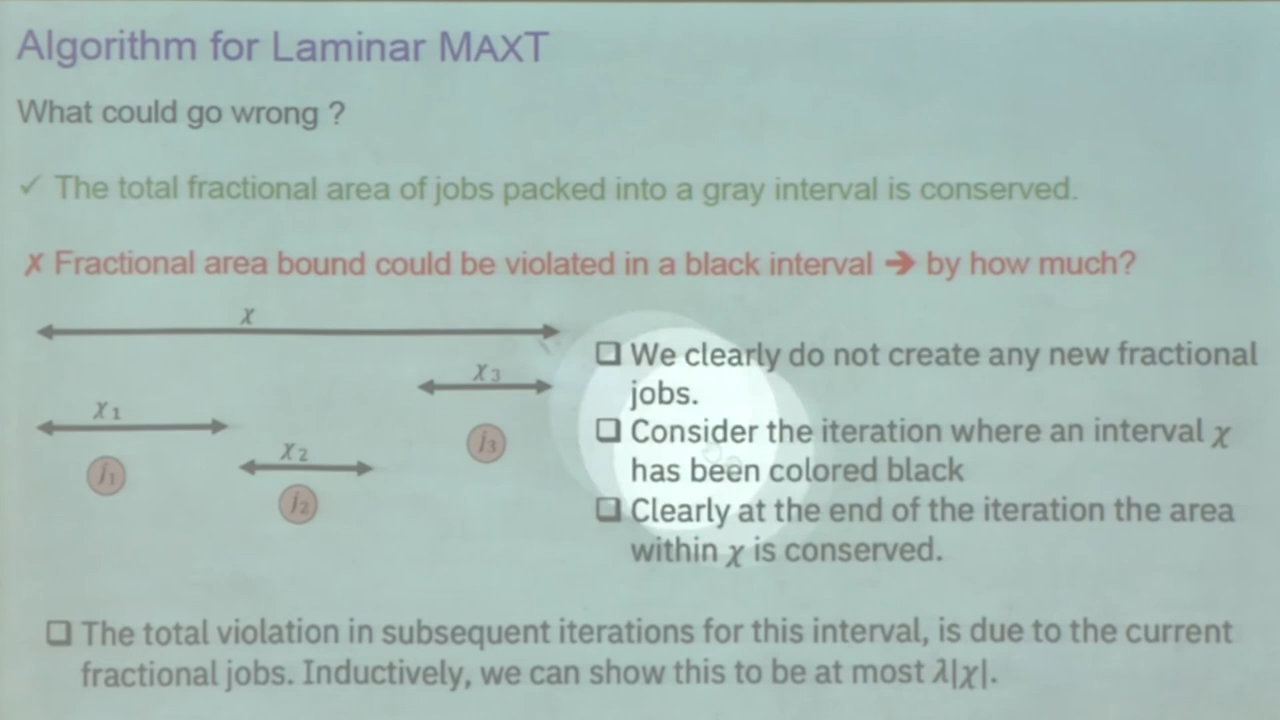 Algorithm for Laminar MAXT
What could go wrong ?
✓ The total fractional area of jobs packed into a gray interval is conserved.
✗ Fractional area bound could be violated in a black interval ➔ by how much?
χ
χ3
χ1
χ2
j3
j1
j2
❑ We clearly do not create any new fractional
jobs.
❑ Consider the iteration where an interval χ
has been colored black
❑ Clearly at the end of the iteration the area
within χ is conserved.
❑ The total violation in subsequent iterations for this interval, is due to the current
fractional jobs. Inductively, we can show this to be at most λ|χ|.